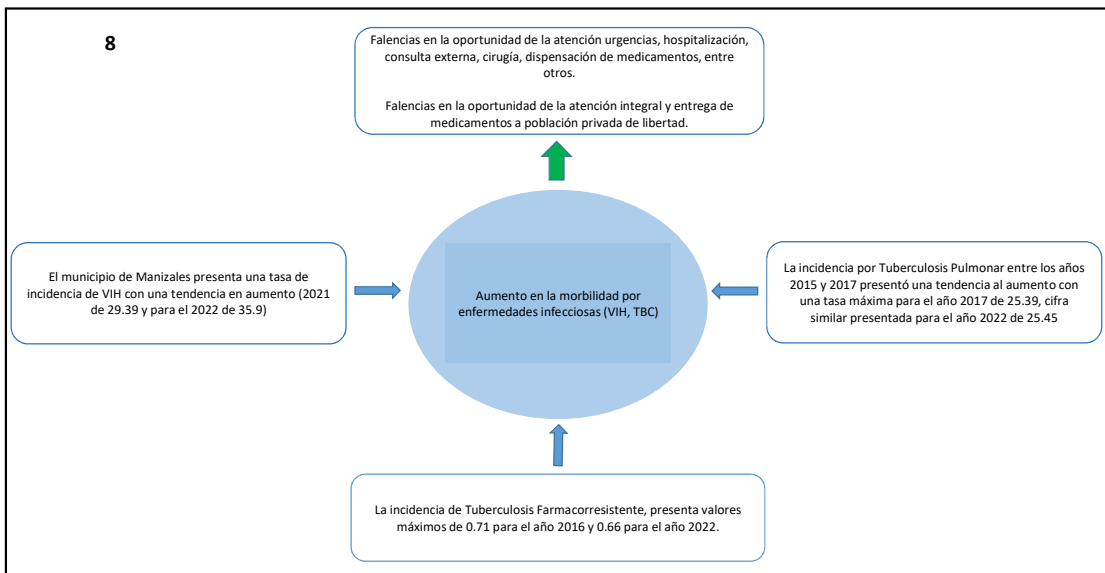 8
Falencias en la oportunidad de la atención urgencias, hospitalización,
consulta externa, cirugía, dispensación de medicamentos, entre
otros.
Falencias en la oportunidad de la atención integral y entrega de
medicamentos a población privada de libertad.
El municipio de Manizales presenta una tasa de
incidencia de VIH con una tendencia en aumento (2021
de 29.39 y para el 2022 de 35.9)
Aumento en la morbilidad por
enfermedades infecciosas (VIH, TBC)
La incidencia por Tuberculosis Pulmonar entre los años
2015 y 2017 presentó una tendencia al aumento con
una tasa máxima para el año 2017 de 25.39, cifra
similar presentada para el año 2022 de 25.45
La incidencia de Tuberculosis Farmacorresistente, presenta valores
máximos de 0.71 para el año 2016 y 0.66 para el año 2022.